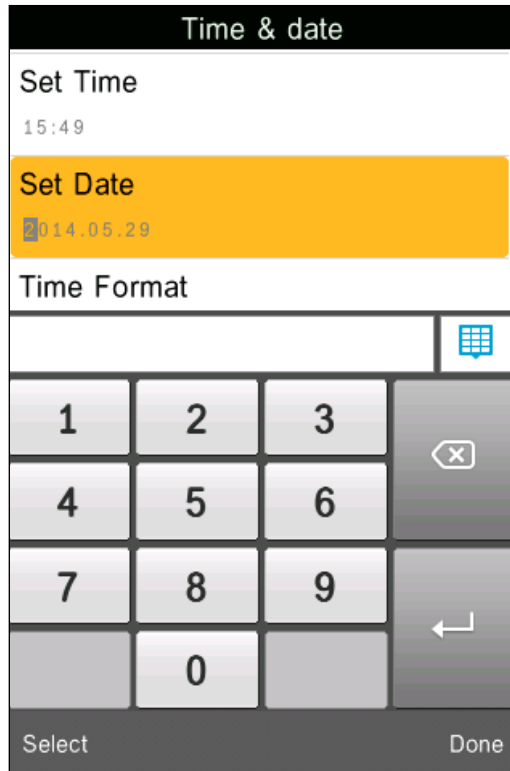 Time & date
Set Time
15:49
Set Date
2014.05.29
Time Format
1 2 3
4 5 6
7 8 9
0
Select Done